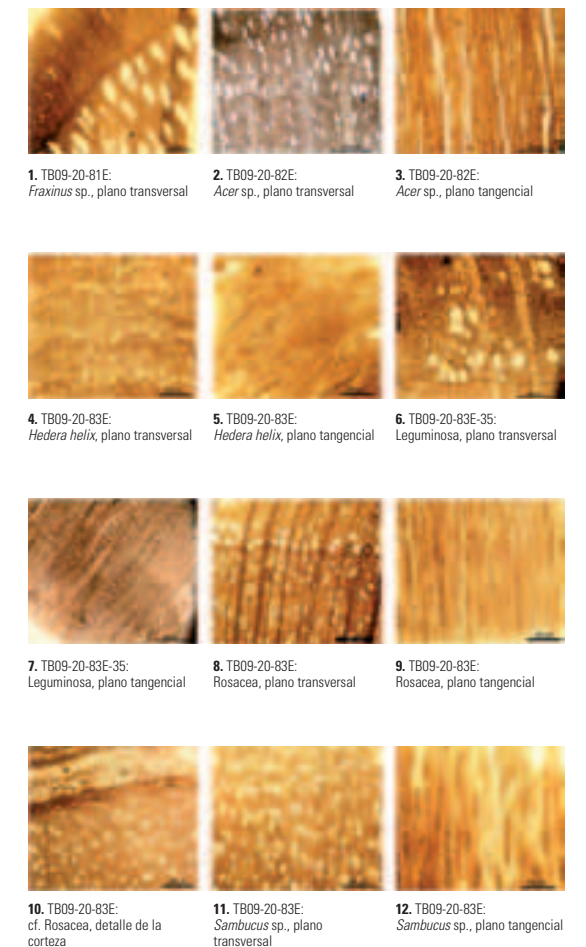 1. TB09-20-81E:
Fraxinus sp., plano transversal
2. TB09-20-82E:
Acer sp., plano transversal
3. TB09-20-82E:
Acer sp., plano tangencial
4. TB09-20-83E:
Hedera helix, plano transversal
5. TB09-20-83E:
Hedera helix, plano tangencial
6. TB09-20-83E-35:
Leguminosa, plano transversal
7. TB09-20-83E-35:
Leguminosa, plano tangencial
8. TB09-20-83E:
Rosacea, plano transversal
9. TB09-20-83E:
Rosacea, plano tangencial
10. TB09-20-83E:
cf. Rosacea, detalle de la
corteza
11. TB09-20-83E:
Sambucus sp., plano
transversal
12. TB09-20-83E:
Sambucus sp., plano tangencial